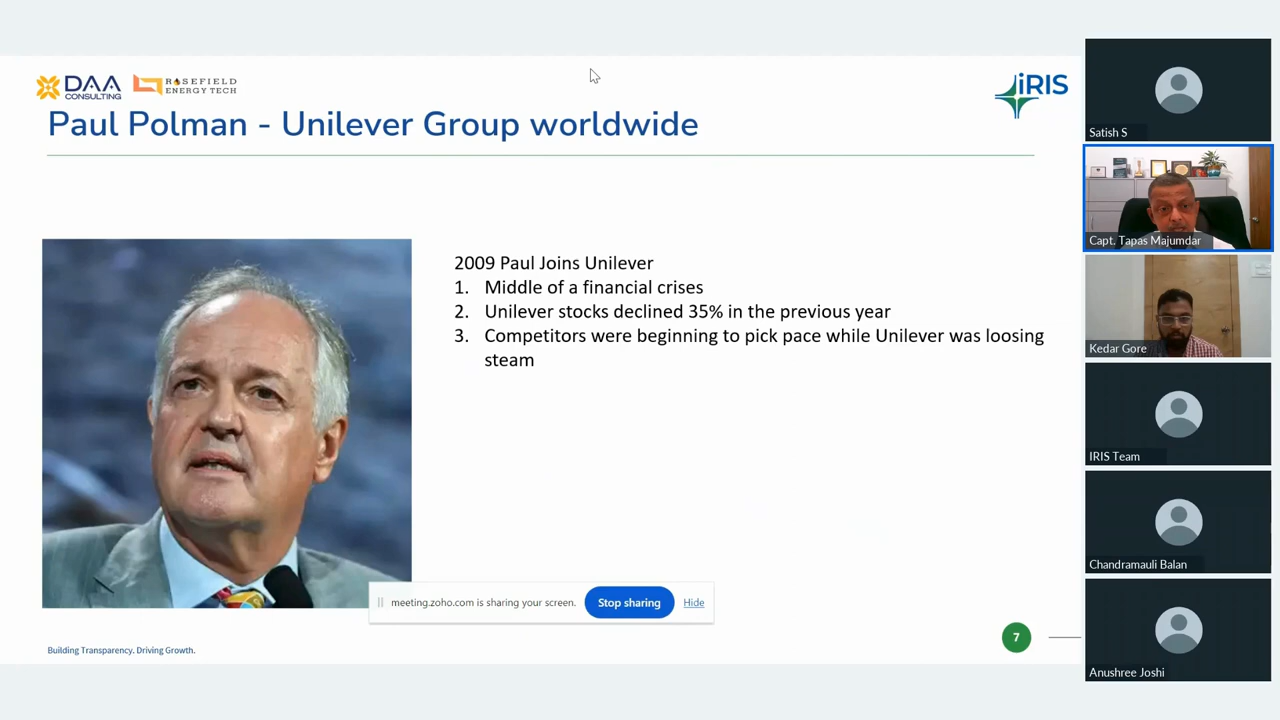 DAA
CONSULTING
RASEFIELD
ENERGY TECH
iRIS
Paul Polman - Unilever Group worldwide
2009 Paul Joins Unilever
1. Middle of a financial crises
2. Unilever stocks declined 35% in the previous year
3. Competitors were beginning to pick pace while Unilever was loosing
steam
meeting.zoho.com is sharing your screen.
Stop sharing
Hide
Building Transparency. Driving Growth.
7
Satish S
Capt. Tapas Majumdar
Kedar Gore
IRIS Team
Chandramauli Balan
Anushree Joshi